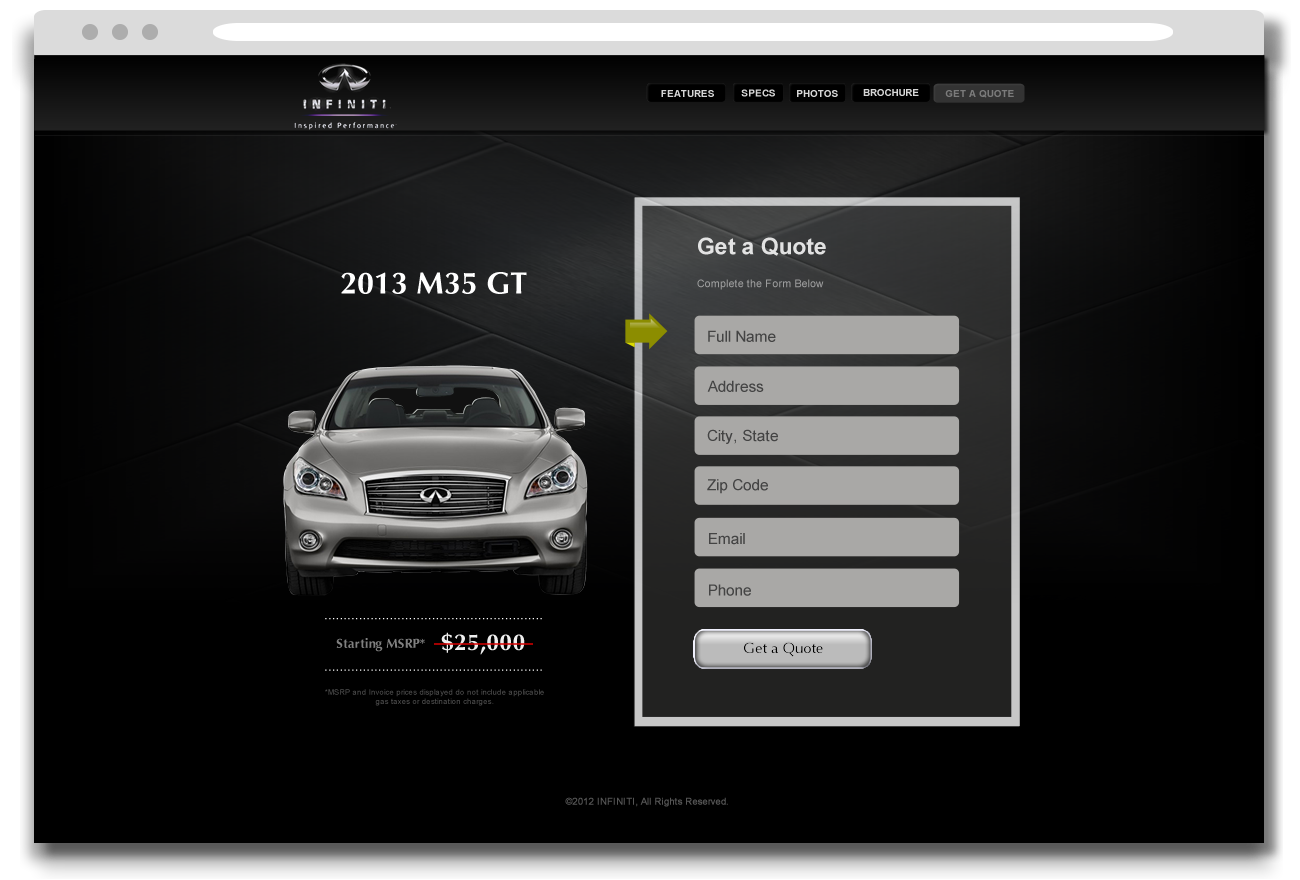 INFINITI
Inspired Performance
FEATURES SPECS PHOTOS BROCHURE GET A QUOTE
2013 M35 GT
Starting MSRP* $25,000
*MSRP and Invoice prices displayed do not include applicable
gas taxes or destination charges.
Get a Quote
Complete the Form Below
Full Name
Address
City, State
Zip Code
Email
Phone
Get a Quote
©2012 INFINITI, All Rights Reserved.